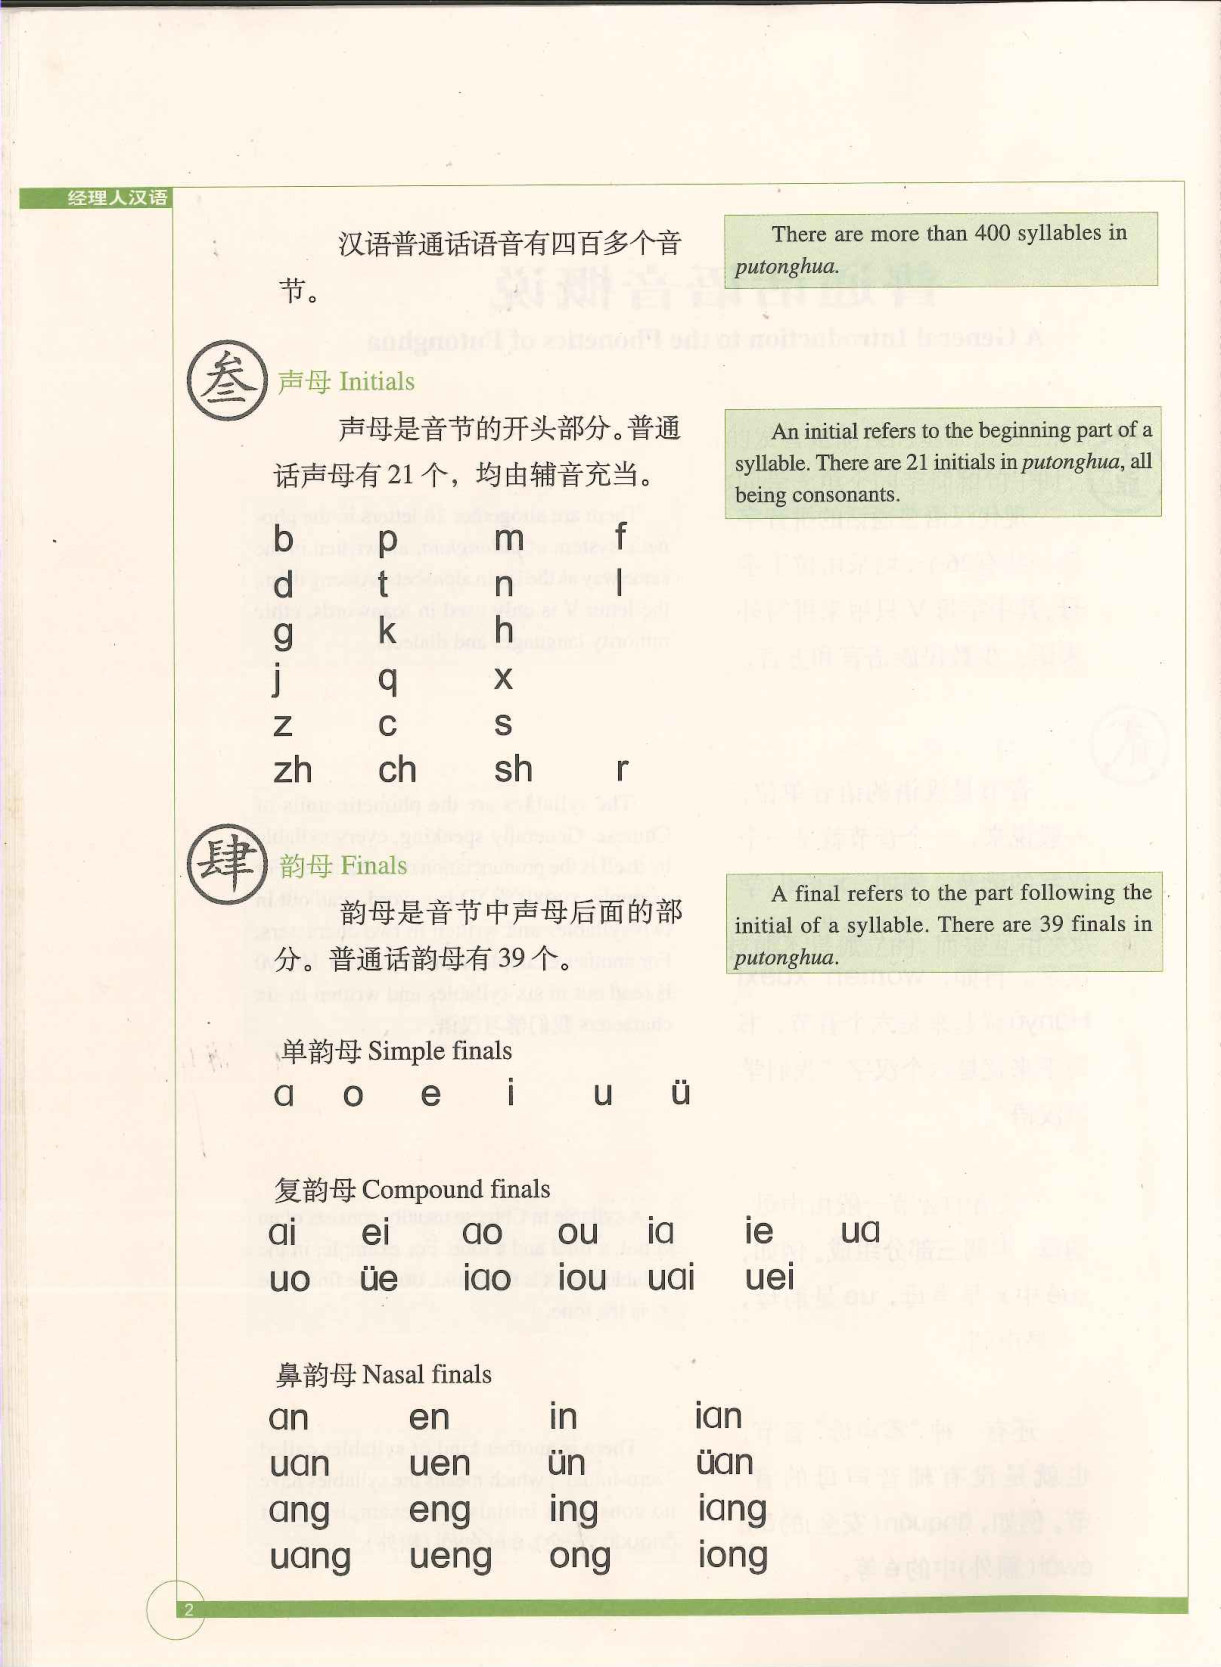 经理人汉语
汉语普通话语音有四百多个音
节。
There are more than 400 syllables in
putonghua.
叁
声母 Initials
声母是音节的开头部分。普通
话声母有 21 个，均由辅音充当。
An initial refers to the beginning part of a
syllable. There are 21 initials in putonghua, all
being consonants.
b p m f
d t n l
g k h
j q x
z c s
zh ch sh r
肆
韵母 Finals
韵母是音节中声母后面的部
分。普通话韵母有 39 个。
A final refers to the part following the
initial of a syllable. There are 39 finals in
putonghua.
单韵母 Simple finals
a o e i u ü
复韵母 Compound finals
ai ei ao ou ia ie ua
uo üe iao iou uai uei
鼻韵母 Nasal finals
an en in ian
uan uen ün üan
ang eng ing iang
uang ueng ong iong
2